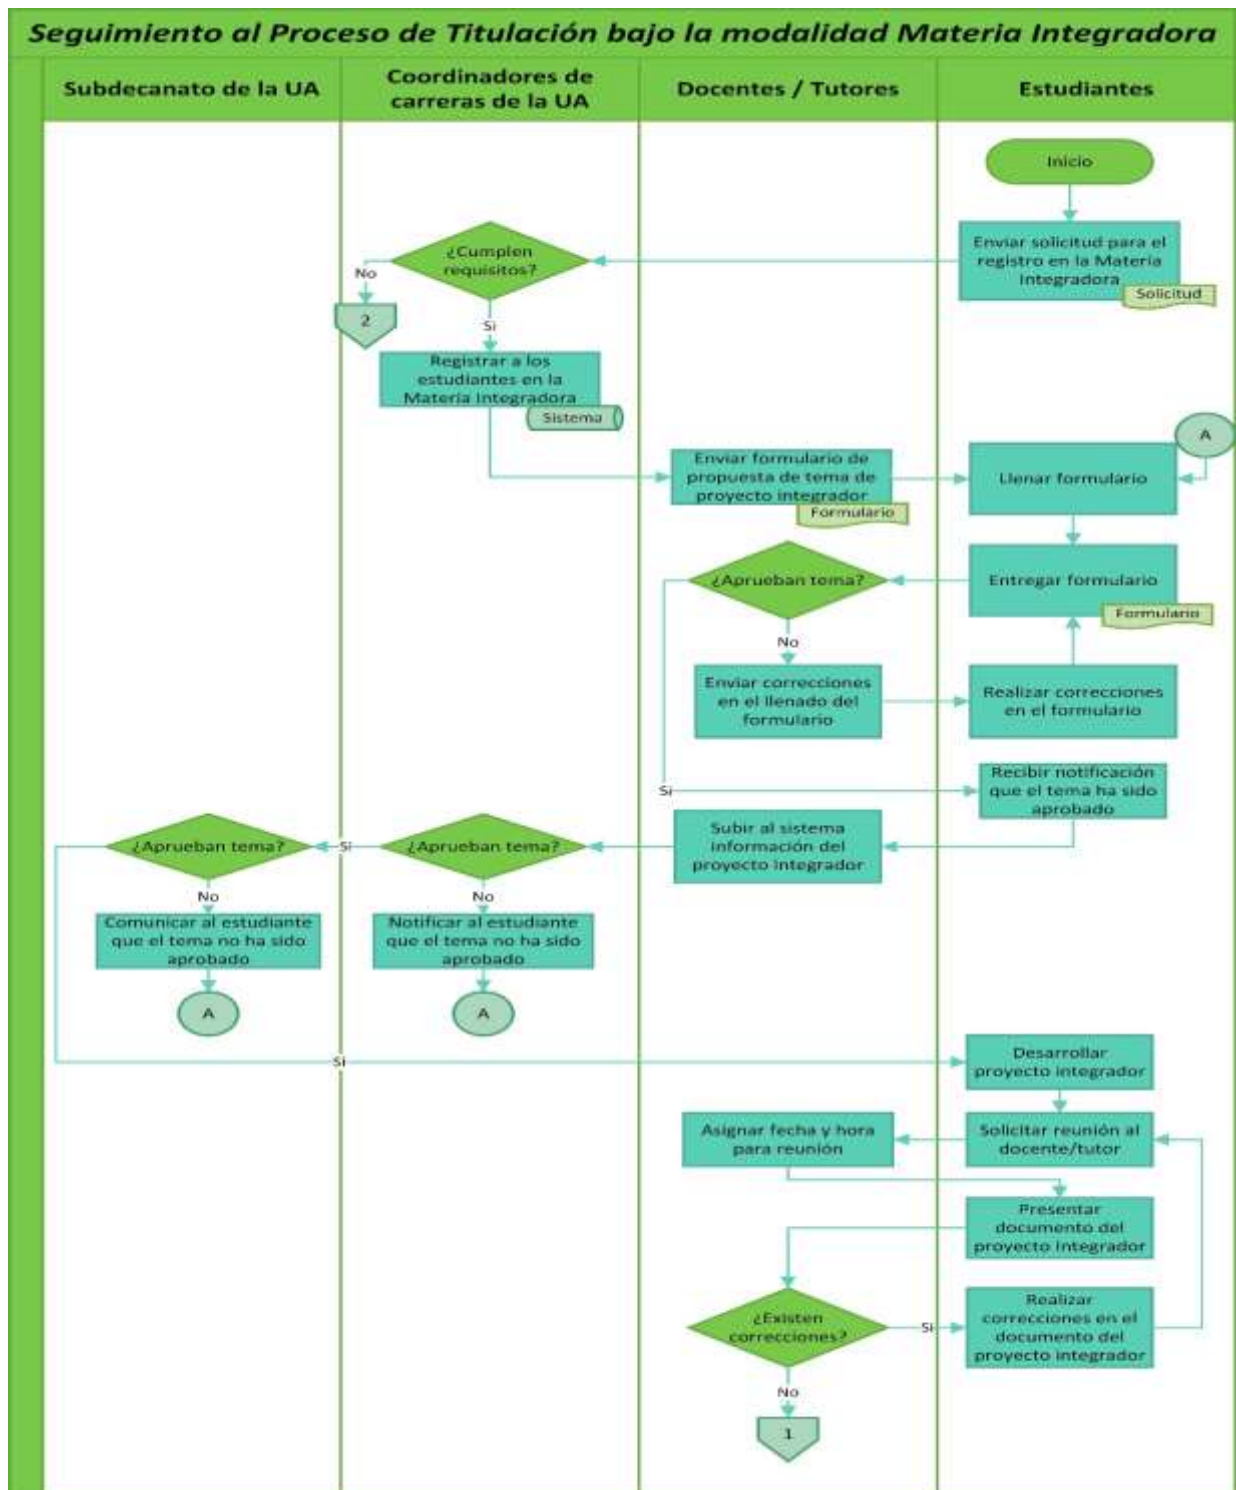 Seguimiento al Proceso de Titulación bajo la modalidad Materia Integradora
Subdecanato de la UA
Coordinadores de
carreras de la UA
Docentes / Tutores
Estudiantes
Inicio
Enviar solicitud para el
registro en la Materia
Integradora
Solicitud
¿Cumplen
requisitos?
No
2
Si
Registrar a los
estudiantes en la
Materia Integradora
Sistema
A
Enviar formulario de
propuesta de tema de
proyecto integrador
Formulario
Llenar formulario
¿Aprueban tema?
Entregar formulario
Formulario
No
Enviar correcciones
en el llenado del
formulario
Realizar correcciones
en el formulario
Si
Recibir notificación
que el tema ha sido
aprobado
Subir al sistema
información del
proyecto integrador
¿Aprueban tema?
Si
¿Aprueban tema?
No
No
Comunicar al estudiante
que el tema no ha sido
aprobado
Notificar al estudiante
que el tema no ha sido
aprobado
A
A
Si
Desarrollar
proyecto integrador
Asignar fecha y hora
para reunión
Solicitar reunión al
docente/tutor
Presentar
documento del
proyecto integrador
¿Existen
correcciones?
Si
Realizar
correcciones en el
documento del
proyecto integrador
No
1